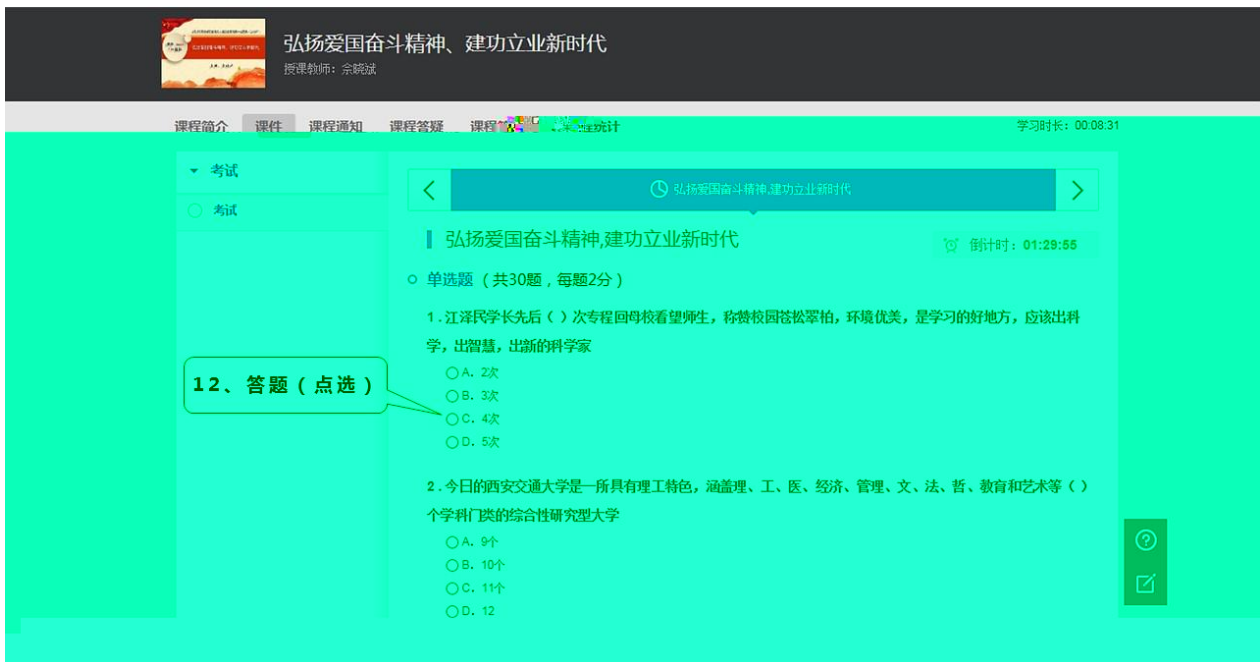 弘扬爱国奋斗精神、建功立业新时代
授课教师：佘晓斌
课程简介 课件 课程通知 课程答疑 课程 统计
学习时长：00:08:31
考试
考试
弘扬爱国奋斗精神,建功立业新时代
弘扬爱国奋斗精神,建功立业新时代
倒计时：01:29:55
单选题（共30题，每题2分）
1.江泽民学长先后（ ）次专程回母校看望师生，称赞校园苍松翠柏，环境优美，是学习的好地方，应该出科
学，出智慧，出新的科学家
A. 2次
B. 3次
12、答题（点选）
C. 4次
D. 5次
2.今日的西安交通大学是一所具有理工特色，涵盖理、工、医、经济、管理、文、法、哲、教育和艺术等（ ）
个学科门类的综合性研究型大学
A. 9个
B. 10个
C. 11个
D. 12